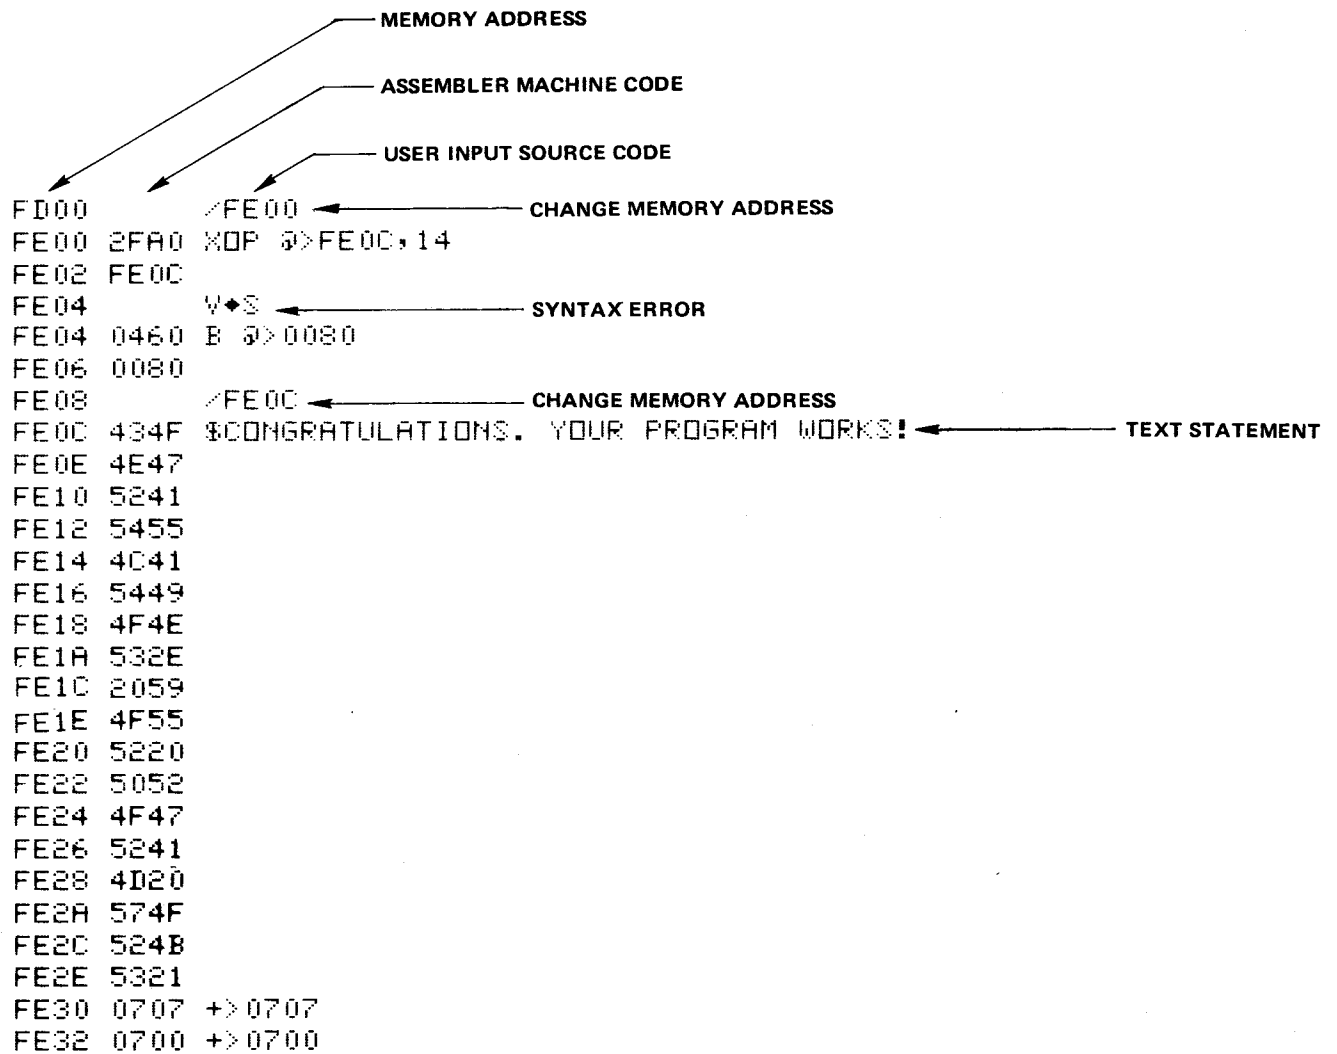 MEMORY ADDRESS
ASSEMBLER MACHINE CODE
USER INPUT SOURCE CODE
FD00 /FE00 CHANGE MEMORY ADDRESS
FE00 2FA0 XOP @>FE0C,14
FE02 FE0C
FE04 V◆S SYNTAX ERROR
FE04 0460 B @>0080
FE06 0080
FE08 /FE0C CHANGE MEMORY ADDRESS
FE0C 434F $CONGRATULATIONS. YOUR PROGRAM WORKS! TEXT STATEMENT
FE0E 4E47
FE10 5241
FE12 5455
FE14 4C41
FE16 5449
FE18 4F4E
FE1A 532E
FE1C 2059
FE1E 4F55
FE20 5220
FE22 5052
FE24 4F47
FE26 5241
FE28 4D20
FE2A 574F
FE2C 524B
FE2E 5321
FE30 0707 +>0707
FE32 0700 +>0700